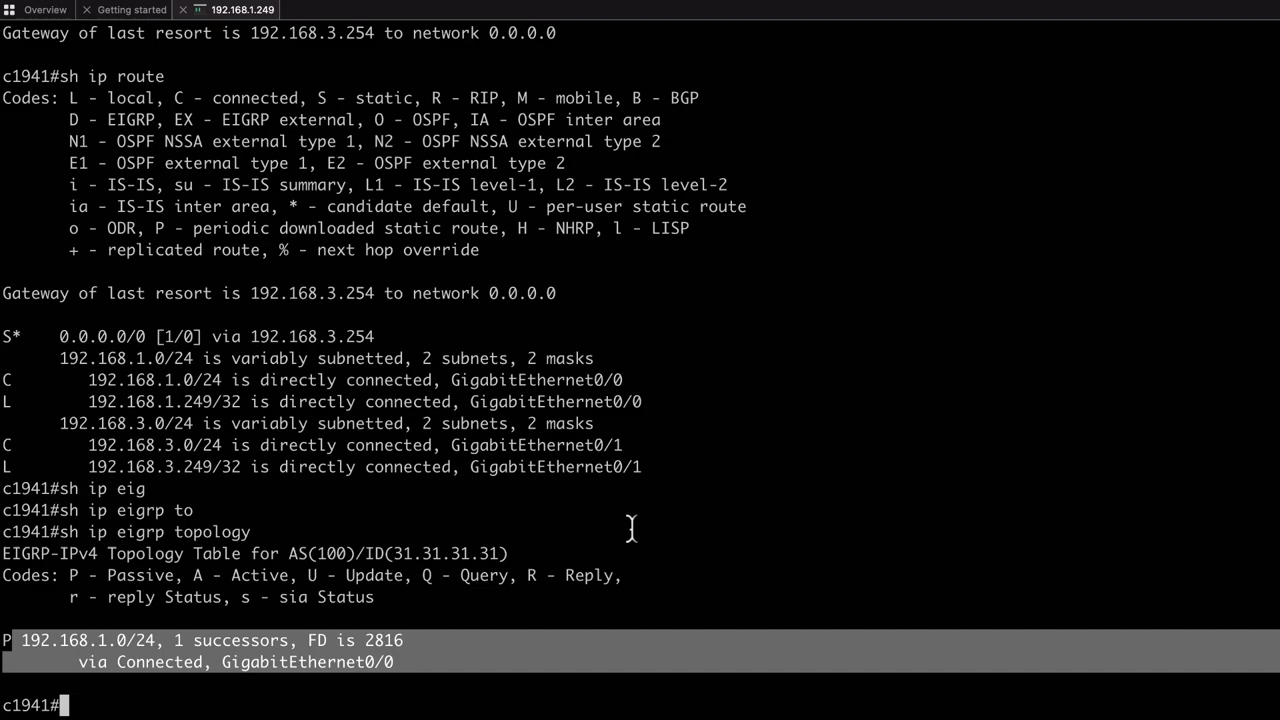 Overview Getting started 192.168.1.249
Gateway of last resort is 192.168.3.254 to network 0.0.0.0
c1941#sh ip route
Codes: L - local, C - connected, S - static, R - RIP, M - mobile, B - BGP
D - EIGRP, EX - EIGRP external, O - OSPF, IA - OSPF inter area
N1 - OSPF NSSA external type 1, N2 - OSPF NSSA external type 2
E1 - OSPF external type 1, E2 - OSPF external type 2
i - IS-IS, su - IS-IS summary, L1 - IS-IS level-1, L2 - IS-IS level-2
ia - IS-IS inter area, * - candidate default, U - per-user static route
o - ODR, P - periodic downloaded static route, H - NHRP, l - LISP
+ - replicated route, % - next hop override
Gateway of last resort is 192.168.3.254 to network 0.0.0.0
S* 0.0.0.0/0 [1/0] via 192.168.3.254
192.168.1.0/24 is variably subnetted, 2 subnets, 2 masks
C 192.168.1.0/24 is directly connected, GigabitEthernet0/0
L 192.168.1.249/32 is directly connected, GigabitEthernet0/0
192.168.3.0/24 is variably subnetted, 2 subnets, 2 masks
C 192.168.3.0/24 is directly connected, GigabitEthernet0/1
L 192.168.3.249/32 is directly connected, GigabitEthernet0/1
c1941#sh ip eig
c1941#sh ip eigrp to
c1941#sh ip eigrp topology
EIGRP-IPv4 Topology Table for AS(100)/ID(31.31.31.31)
Codes: P - Passive, A - Active, U - Update, Q - Query, R - Reply,
r - reply Status, s - sia Status
P 192.168.1.0/24, 1 successors, FD is 2816
via Connected, GigabitEthernet0/0
c1941#